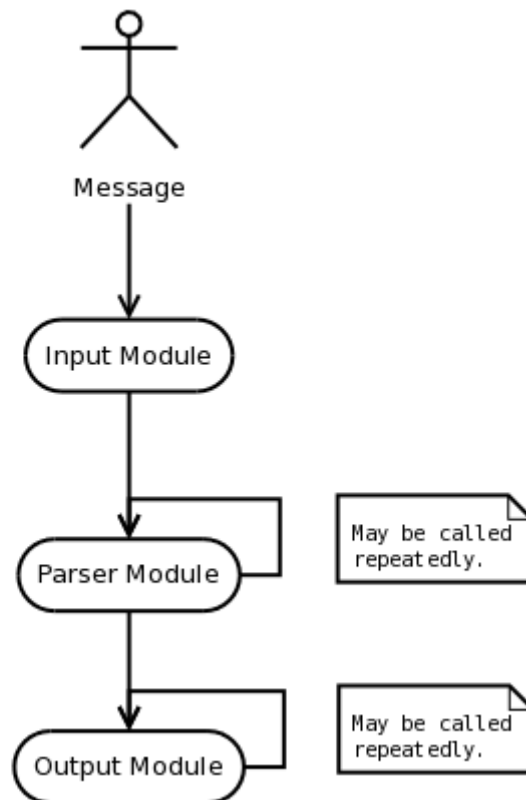 Message
Input Module
Parser Module
May be called
repeatedly.
Output Module
May be called
repeatedly.